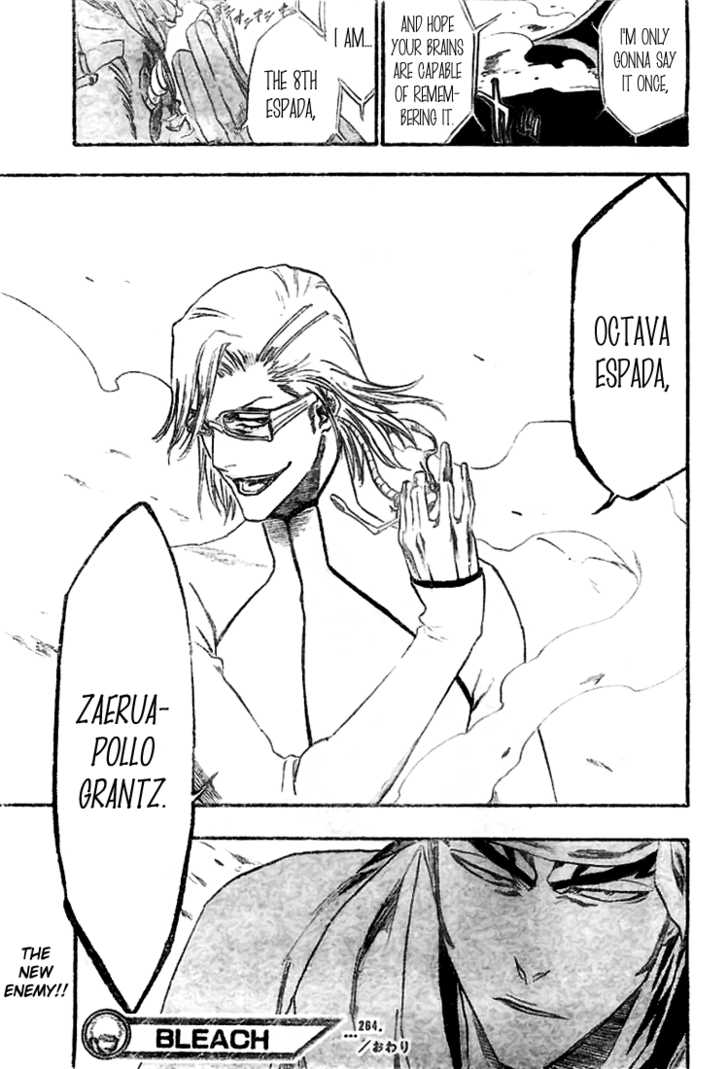 I'M ONLY
GONNA SAY
IT ONCE,
AND HOPE
YOUR BRAINS
ARE CAPABLE
OF REMEM-
BERING IT.
I AM...
THE 8TH
ESPADA,
OCTAVA
ESPADA,
ZAERUA-
POLLO
GRANTZ.
THE
NEW
ENEMY!!
BLEACH
...264.
/おわり